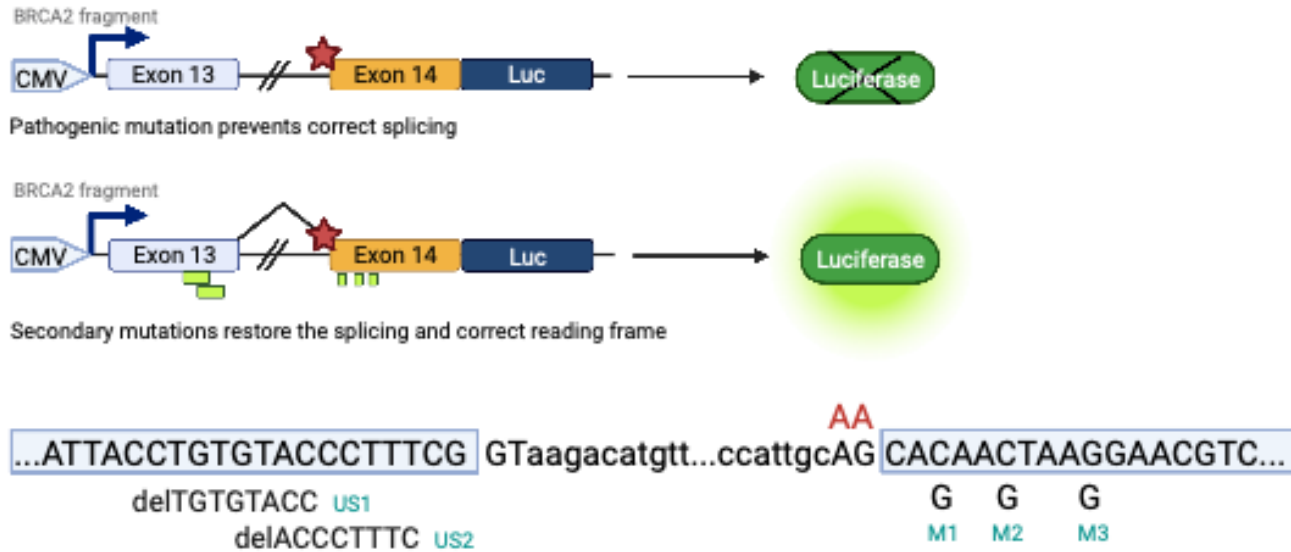 BRCA2 fragment
CMV Exon 13 Exon 14 Luc Luciferase
Pathogenic mutation prevents correct splicing
BRCA2 fragment
CMV Exon 13 Exon 14 Luc Luciferase
Secondary mutations restore the splicing and correct reading frame
AA
...ATTACCTGTGTACCCTTTCG GTaagacatgtt...ccattgcAG CACAACTAAGGAACGTC...
delTGTGTACC US1 G G G
delACCCTTTC US2 M1 M2 M3